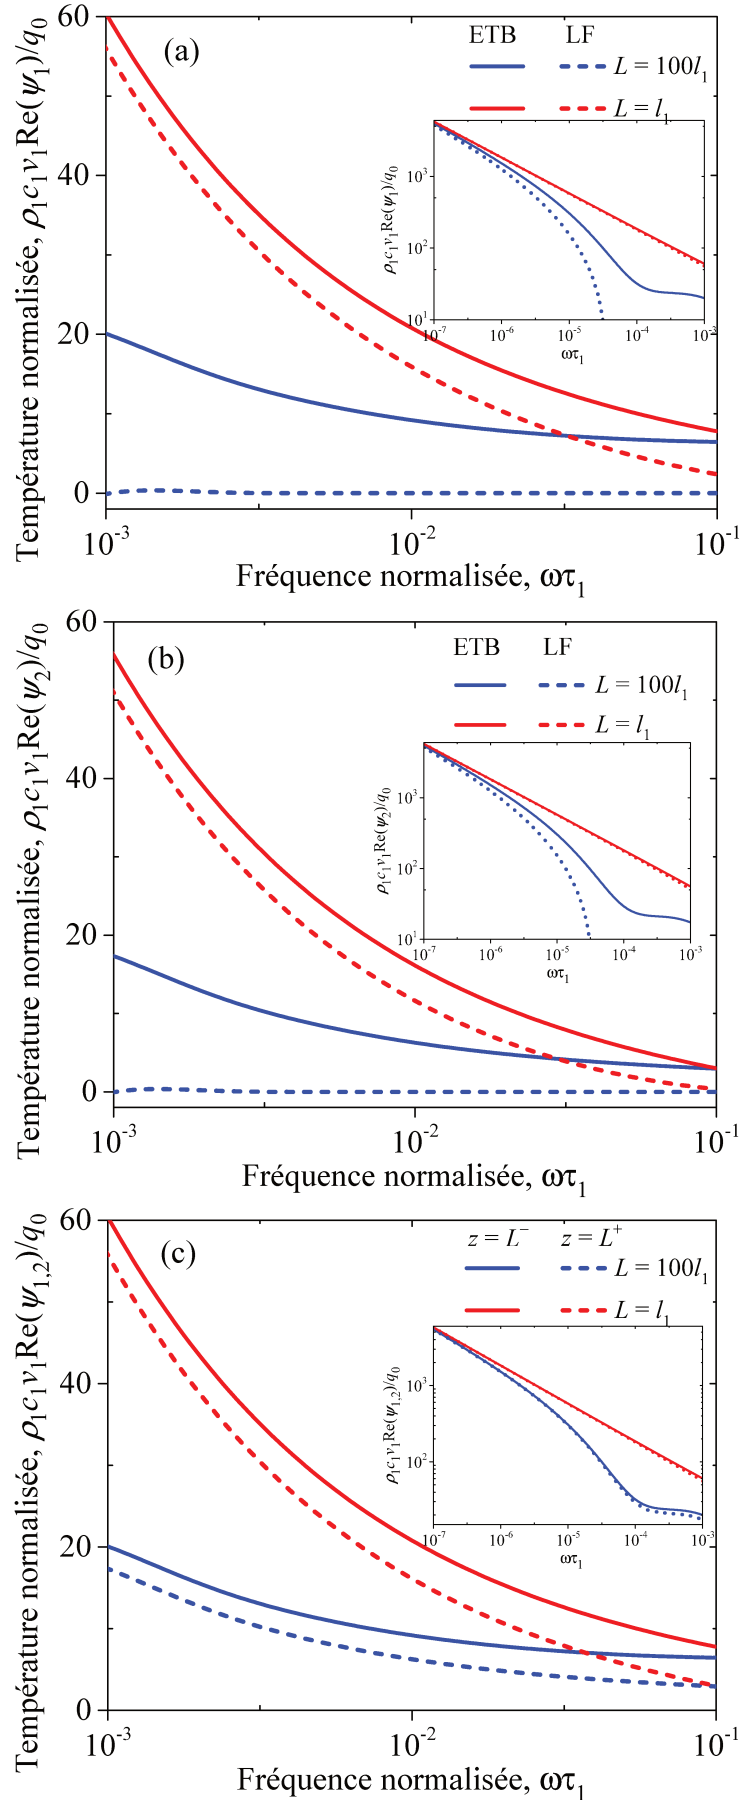 (a)
ETB LF
L = 100l1
L = l1
Température normalisée, ρ1c1v1Re(ψ1)/q0
60
40
20
0
10-3 10-2 10-1
Fréquence normalisée, ωτ1
ρ1c1v1Re(ψ1)/q0
103
102
101
10-7 10-6 10-5 10-4 10-3
ωτ1
(b)
ETB LF
L = 100l1
L = l1
Température normalisée, ρ1c1v1Re(ψ2)/q0
60
40
20
0
10-3 10-2 10-1
Fréquence normalisée, ωτ1
ρ1c1v1Re(ψ2)/q0
103
102
101
10-7 10-6 10-5 10-4 10-3
ωτ1
(c)
z = L− z = L+
L = 100l1
L = l1
Température normalisée, ρ1c1v1Re(ψ1,2)/q0
60
40
20
0
10-3 10-2 10-1
Fréquence normalisée, ωτ1
ρ1c1v1Re(ψ1,2)/q0
103
102
10-7 10-6 10-5 10-4 10-3
ωτ1